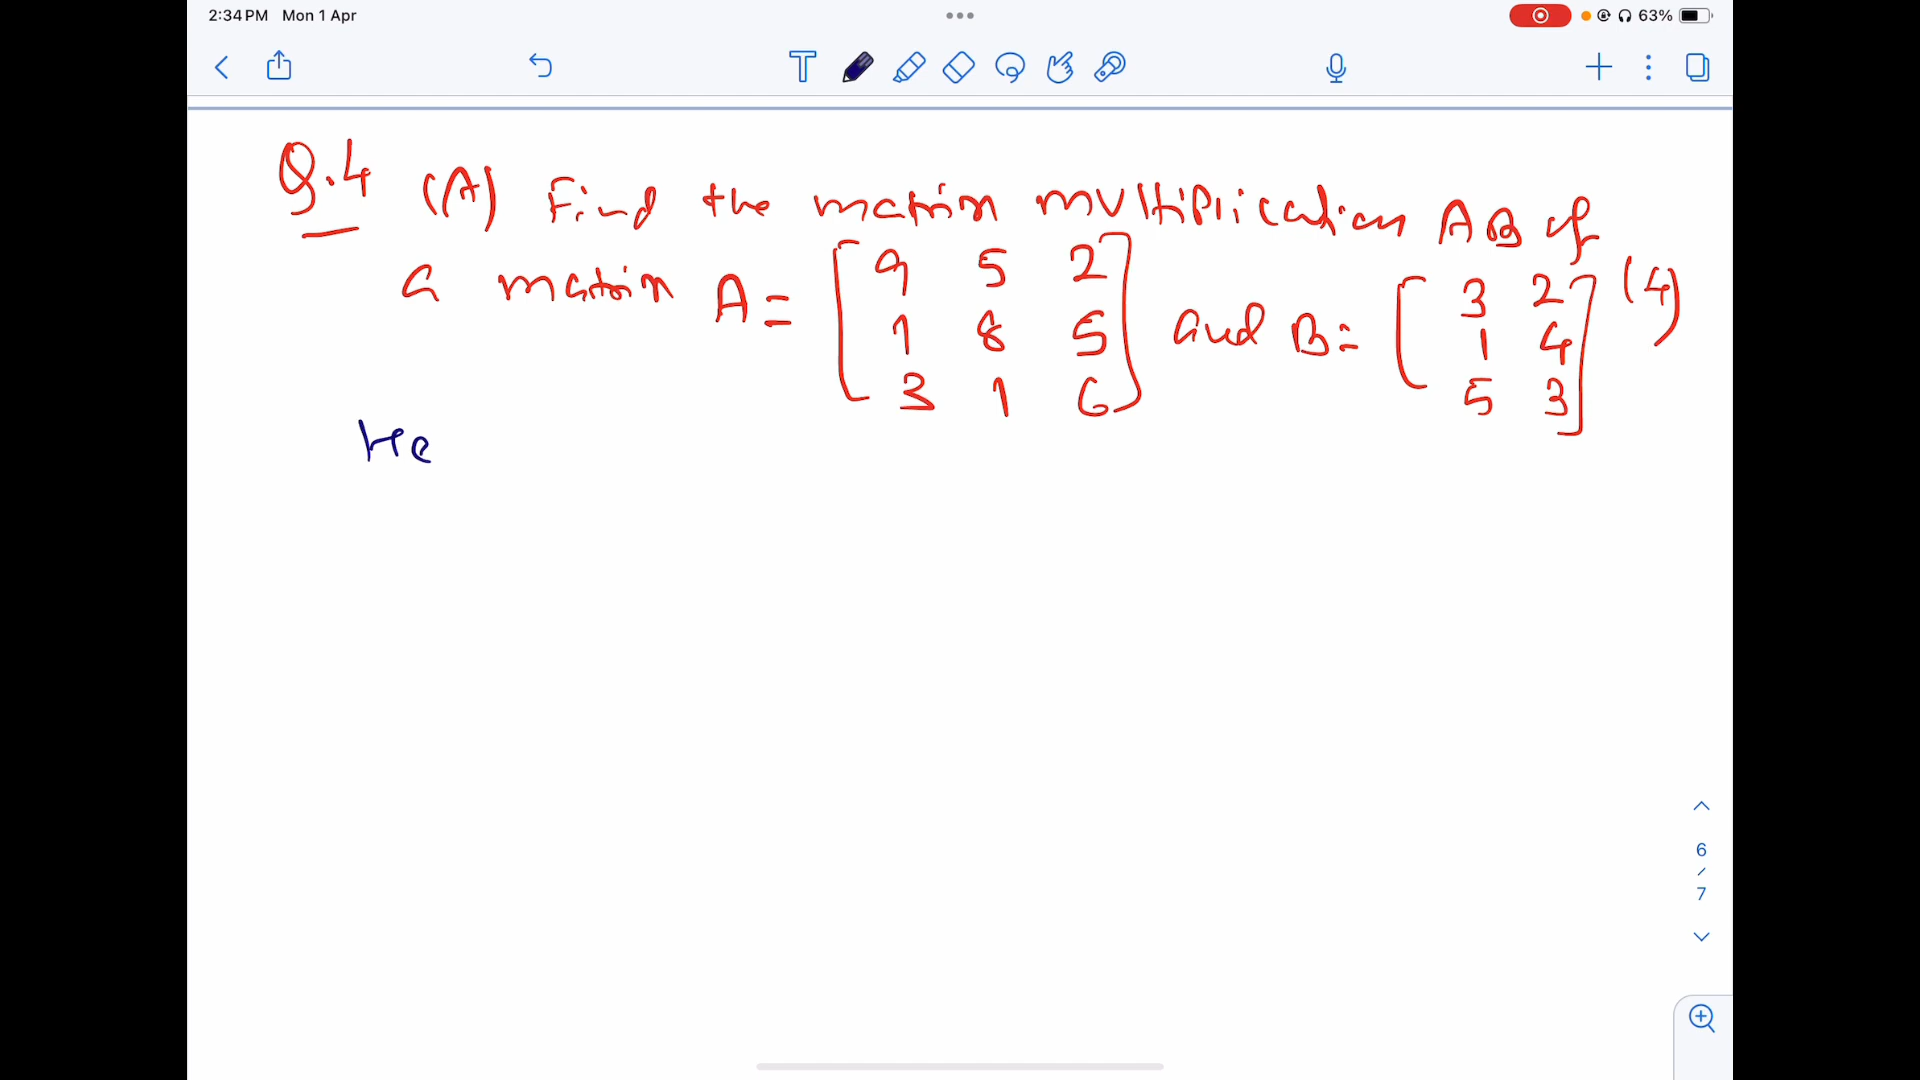 2:34 PM Mon 1 Apr 63%
T
Q.4 (A) Find the matrix multiplication AB of
a matrix A = [ 9 5 2 and B = [ 3 2 ] (4)
1 8 5 1 4
3 1 6 ] 5 3
He
6
/
7